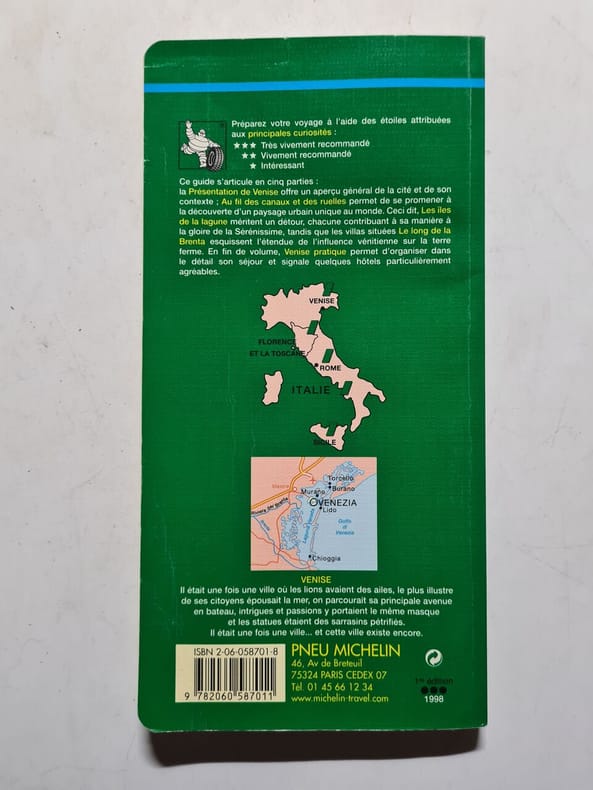 Préparez votre voyage à l'aide des étoiles attribuées
aux principales curiosités :
★★★ Très vivement recommandé
★★ Vivement recommandé
★ Intéressant
Ce guide s'articule en cinq parties :
la Présentation de Venise offre un aperçu général de la cité et de son
contexte ; Au fil des canaux et des ruelles permet de se promener à
la découverte d'un paysage urbain unique au monde. Ceci dit, Les îles
de la lagune méritent un détour, chacune contribuant à sa manière à
la gloire de la Sérénissime, tandis que les villas situées Le long de la
Brenta esquissent l'étendue de l'influence vénitienne sur la terre
ferme. En fin de volume, Venise pratique permet d'organiser dans
le détail son séjour et signale quelques hôtels particulièrement
agréables.
VENISE
FLORENCE
ET LA TOSCANE
ROME
ITALIE
SICILE
Torcello
Mestre
Murano
Burano
VENEZIA
Riviera del Brenta
Lido
Laguna Veneta
Golfo
di
Venezia
Chioggia
VENISE
Il était une fois une ville où les lions avaient des ailes, le plus illustre
de ses citoyens épousait la mer, on parcourait sa principale avenue
en bateau, intrigues et passions y portaient le même masque
et les statues étaient des sarrasins pétrifiés.
Il était une fois une ville... et cette ville existe encore.
ISBN 2-06-058701-8
9 782060 587011
PNEU MICHELIN
46, Av de Breteuil
75324 PARIS CEDEX 07
Tél. 01 45 66 12 34
www.michelin-travel.com
1re édition
1998